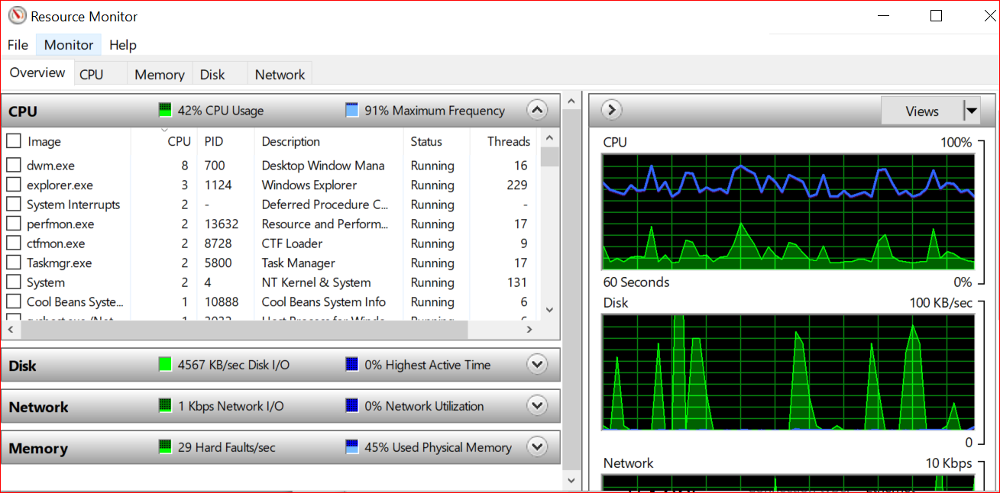 Resource Monitor
File Monitor Help
Overview CPU Memory Disk Network
CPU 42% CPU Usage 91% Maximum Frequency
Image CPU PID Description Status Threads
dwm.exe 8 700 Desktop Window Mana Running 16
explorer.exe 3 1124 Windows Explorer Running 229
System Interrupts 2 - Deferred Procedure C... Running -
perfmon.exe 2 13632 Resource and Perform... Running 17
ctfmon.exe 2 8728 CTF Loader Running 9
Taskmgr.exe 2 5800 Task Manager Running 17
System 2 4 NT Kernel & System Running 131
Cool Beans Syste... 1 10888 Cool Beans System Info Running 6
Disk 4567 KB/sec Disk I/O 0% Highest Active Time
Network 1 Kbps Network I/O 0% Network Utilization
Memory 29 Hard Faults/sec 45% Used Physical Memory
Views
CPU 100%
60 Seconds 0%
Disk 100 KB/sec
0
Network 10 Kbps